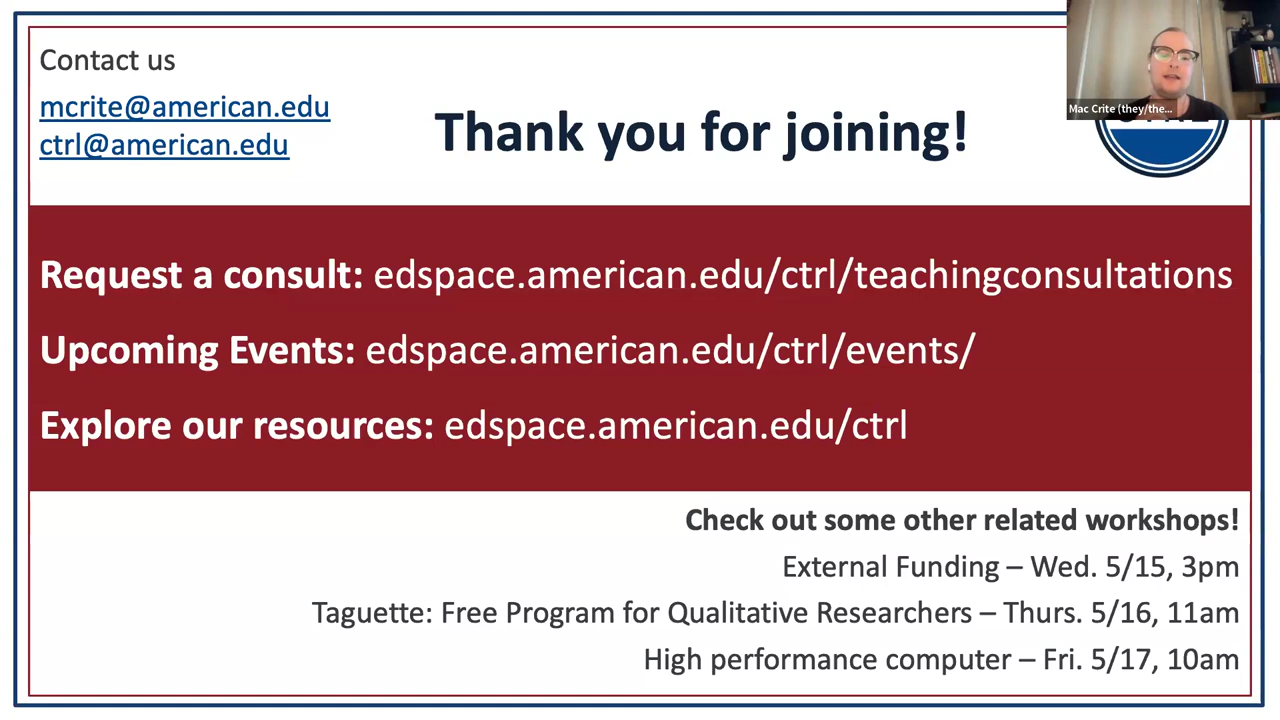 Contact us
mcrite@american.edu
ctrl@american.edu
Thank you for joining!
Mac Crite (they/the...
Request a consult: edspace.american.edu/ctrl/teachingconsultations
Upcoming Events: edspace.american.edu/ctrl/events/
Explore our resources: edspace.american.edu/ctrl
Check out some other related workshops!
External Funding – Wed. 5/15, 3pm
Taguette: Free Program for Qualitative Researchers – Thurs. 5/16, 11am
High performance computer – Fri. 5/17, 10am